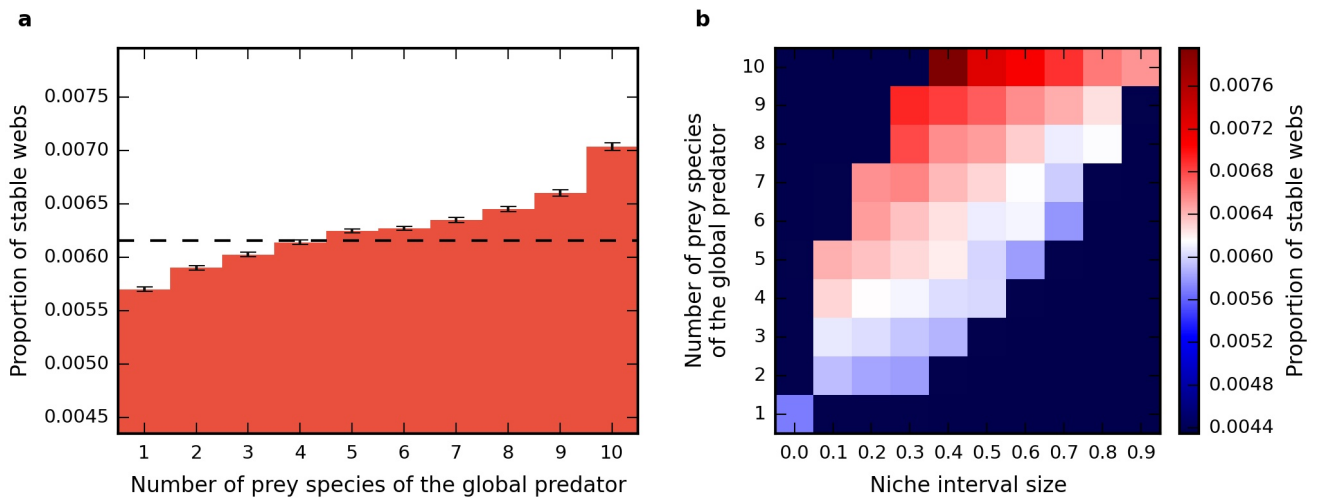 a
Proportion of stable webs
0.0075
0.0070
0.0065
0.0060
0.0055
0.0050
0.0045
1 2 3 4 5 6 7 8 9 10
Number of prey species of the global predator
b
Number of prey species
of the global predator
10
9
8
7
6
5
4
3
2
1
0.0 0.1 0.2 0.3 0.4 0.5 0.6 0.7 0.8 0.9
Niche interval size
0.0076
0.0072
0.0068
0.0064
0.0060
0.0056
0.0052
0.0048
0.0044
Proportion of stable webs